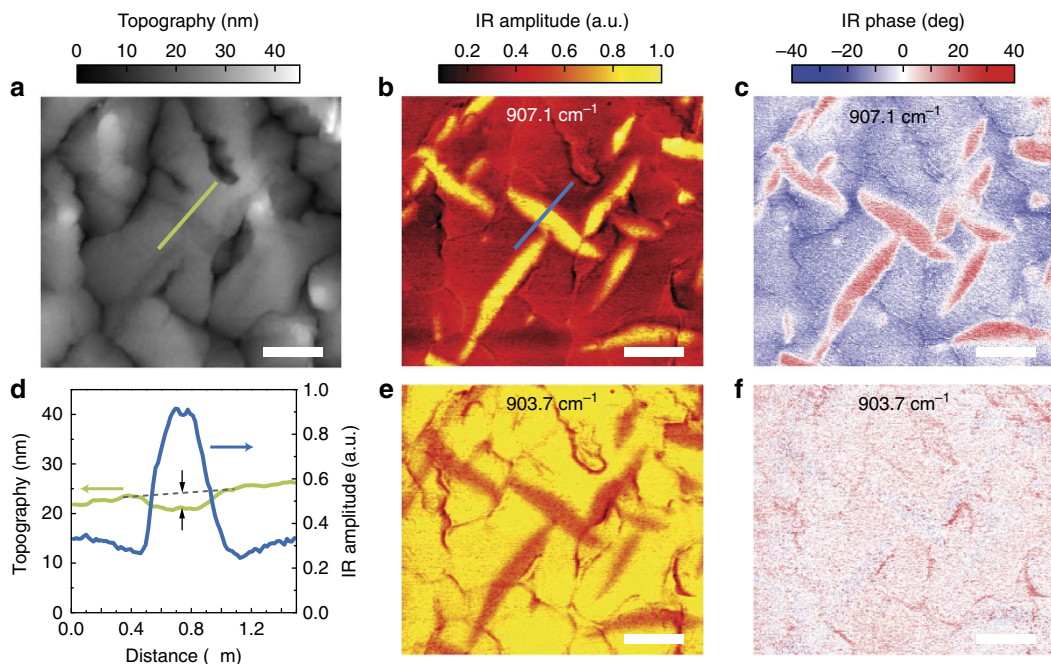 Topography (nm)
0 10 20 30 40
IR amplitude (a.u.)
0.2 0.4 0.6 0.8 1.0
IR phase (deg)
−40 −20 0 20 40
a
b
907.1 cm⁻¹
c
907.1 cm⁻¹
d
Topography (nm)
40
30
20
10
0
1.0
0.8
0.6
0.4
0.2
0.0
IR amplitude (a.u.)
0.0 0.4 0.8 1.2
Distance ( m)
e
903.7 cm⁻¹
f
903.7 cm⁻¹